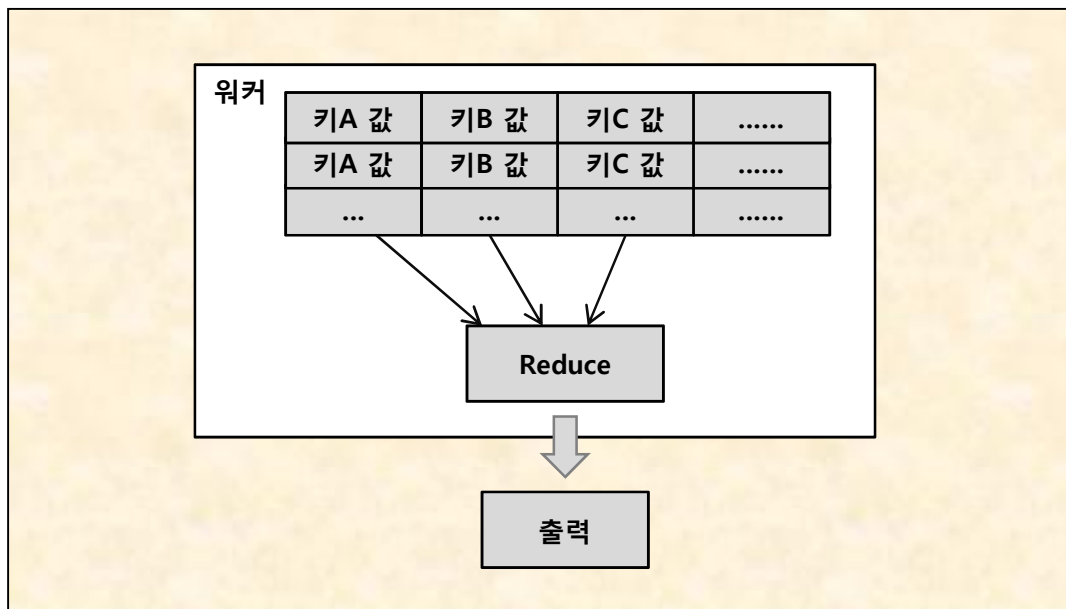 워커
키A 값 키B 값 키C 값 ......
키A 값 키B 값 키C 값 ......
... ... ... ......
Reduce
출력